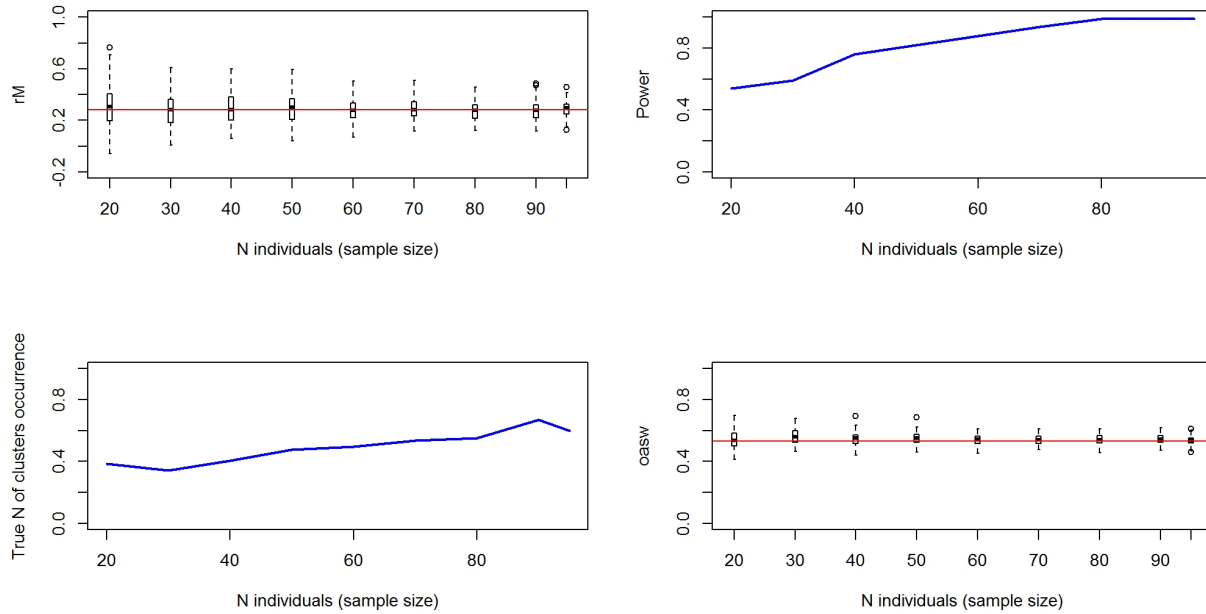 rM
1.0
0.6
0.2
-0.2
20 30 40 50 60 70 80 90
N individuals (sample size)
Power
0.8
0.4
0.0
20 40 60 80
N individuals (sample size)
True N of clusters occurrence
0.8
0.4
0.0
20 40 60 80
N individuals (sample size)
oasw
0.8
0.4
0.0
20 30 40 50 60 70 80 90
N individuals (sample size)